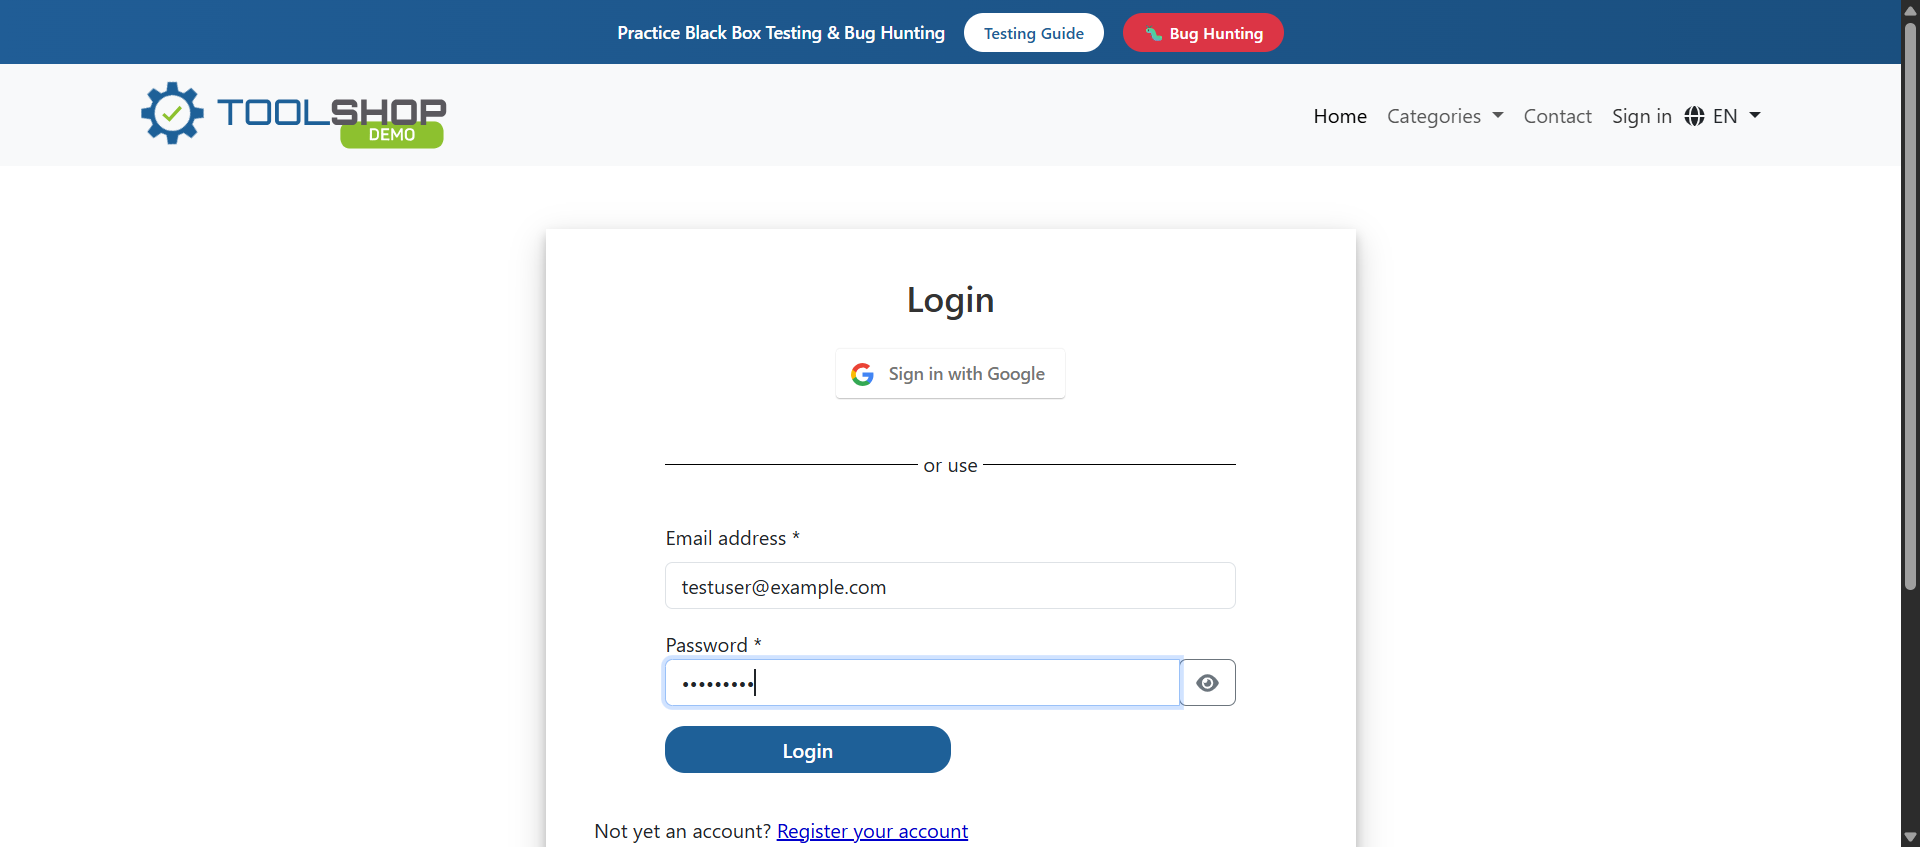 Practice Black Box Testing & Bug Hunting Testing Guide Bug Hunting
TOOLSHOP
DEMO
Home Categories Contact Sign in EN
Login
Sign in with Google
or use
Email address *
testuser@example.com
Password *
•••••••••
Login
Not yet an account? Register your account